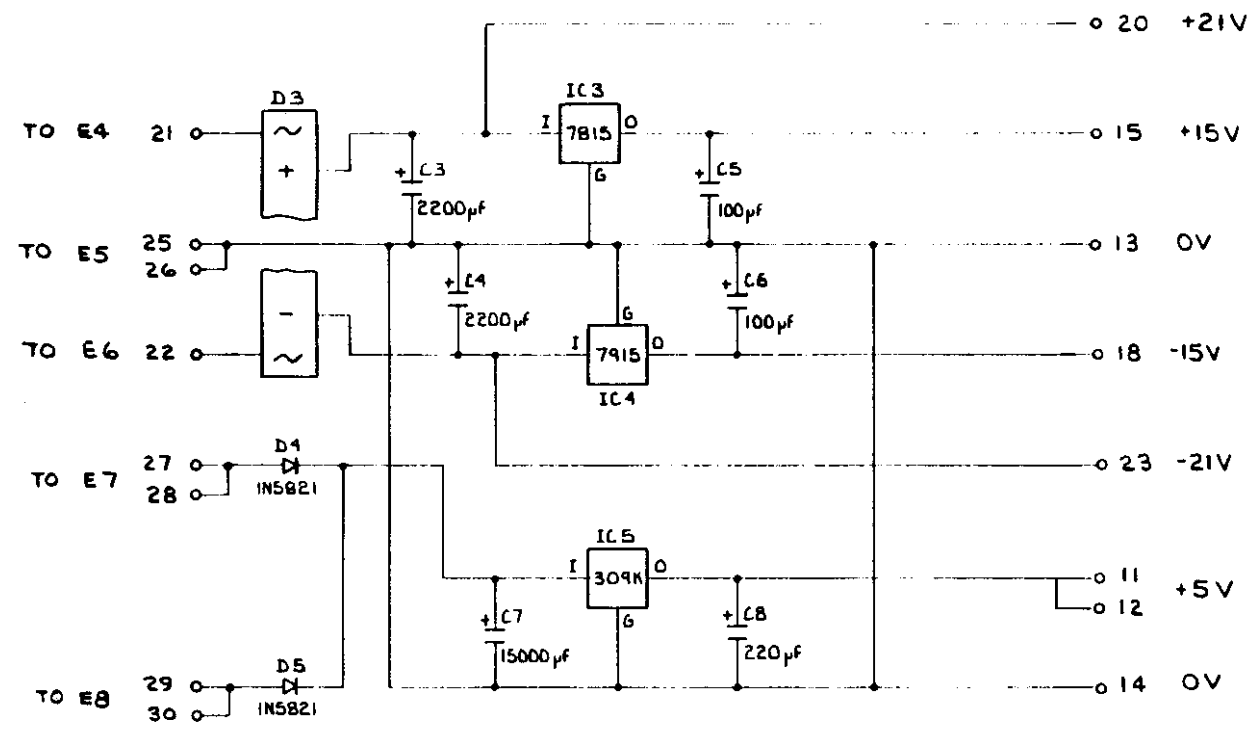 20 +21V
D3
IC3
TO E4 21 ~ I 7815 O 15 +15V
+ + C3 G + C5
2200µf 100µf
25 13 0V
TO E5
26
+ C4 + C6
- 2200µf G 100µf
TO E6 22 ~ I 7915 O 18 -15V
IC4
D4
27 23 -21V
TO E7 1N5821
28
IC5
I 309K O 11
+5V
12
+ C7 G + C8
15000µf 220µf
D5
29 14 0V
TO E8 1N5821
30